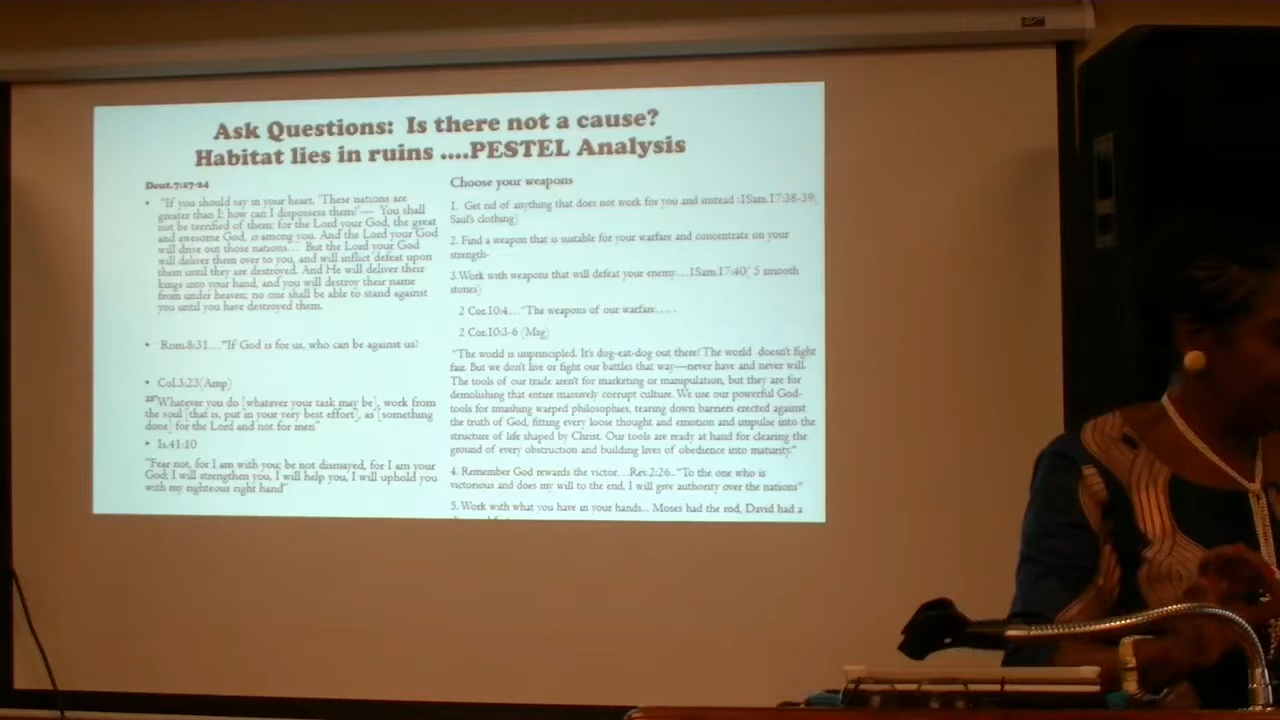 Ask Questions: Is there not a cause?
Habitat lies in ruins ....PESTEL Analysis
Deut.7:17-24
• "If you should say in your heart, 'These nations are
greater than I; how can I dispossess them?'— You shall
not be terrified of them; for the Lord your God, the great
and awesome God, is among you. And the Lord your God
will drive out those nations… But the Lord your God
will deliver them over to you, and will inflict defeat upon
them until they are destroyed. And He will deliver their
kings into your hand, and you will destroy their name
from under heaven; no one shall be able to stand against
you until you have destroyed them.
• Rom.8:31…"If God is for us, who can be against us?
• Col.3:23(Amp)
"Whatever you do [whatever your task may be], work from
the soul [that is, put in your very best effort], as [something
done] for the Lord and not for men"
• Is.41:10
"Fear not, for I am with you; be not dismayed, for I am your
God; I will strengthen you, I will help you, I will uphold you
with my righteous right hand"
Choose your weapons
1. Get rid of anything that does not work for you and instead :1Sam.17:38-39(
Saul's clothing)
2. Find a weapon that is suitable for your warfare and concentrate on your
strength-
3.Work with weapons that will defeat your enemy…1Sam.17:40( 5 smooth
stones)
2 Cor.10:4…"The weapons of our warfare…..
2 Cor.10:3-6 (Msg)
"The world is unprincipled. It's dog-eat-dog out there! The world doesn't fight
fair. But we don't live or fight our battles that way—never have and never will.
The tools of our trade aren't for marketing or manipulation, but they are for
demolishing that entire massively corrupt culture. We use our powerful God-
tools for smashing warped philosophies, tearing down barriers erected against
the truth of God, fitting every loose thought and emotion and impulse into the
structure of life shaped by Christ. Our tools are ready at hand for clearing the
ground of every obstruction and building lives of obedience into maturity."
4. Remember God rewards the victor…Rev.2:26.."To the one who is
victorious and does my will to the end, I will give authority over the nations"
5. Work with what you have in your hands... Moses had the rod, David had a